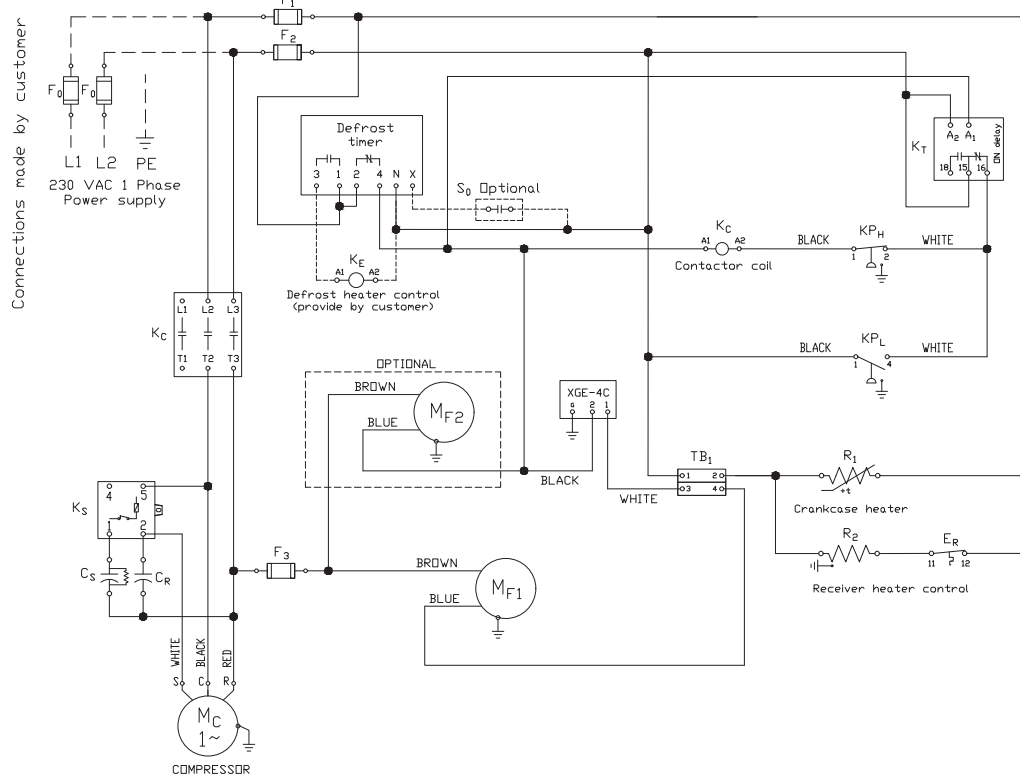 Connections made by customer
F1
F2
F0
F0
L1 L2 PE
230 VAC 1 Phase
Power supply
Defrost
timer
3 1 2 4 N X
S0 Optional
KE
A1 A2
Defrost heater control
(provide by customer)
KT
A2 A1
ON delay
18 15 16
KC
A1 A2
Contactor coil
BLACK
KPH
1 2
WHITE
BLACK
KPL
1 4
WHITE
KC
L1 L2 L3
T1 T2 T3
OPTIONAL
BROWN
BLUE
MF2
XGE-4C
G 2 1
BLACK
WHITE
TB1
1 2
3 4
R1
+t
Crankcase heater
R2
ER
11 12
Receiver heater control
KS
4 5
1 2
CS
CR
F3
BROWN
BLUE
MF1
WHITE
BLACK
RED
S C R
MC
1~
COMPRESSOR